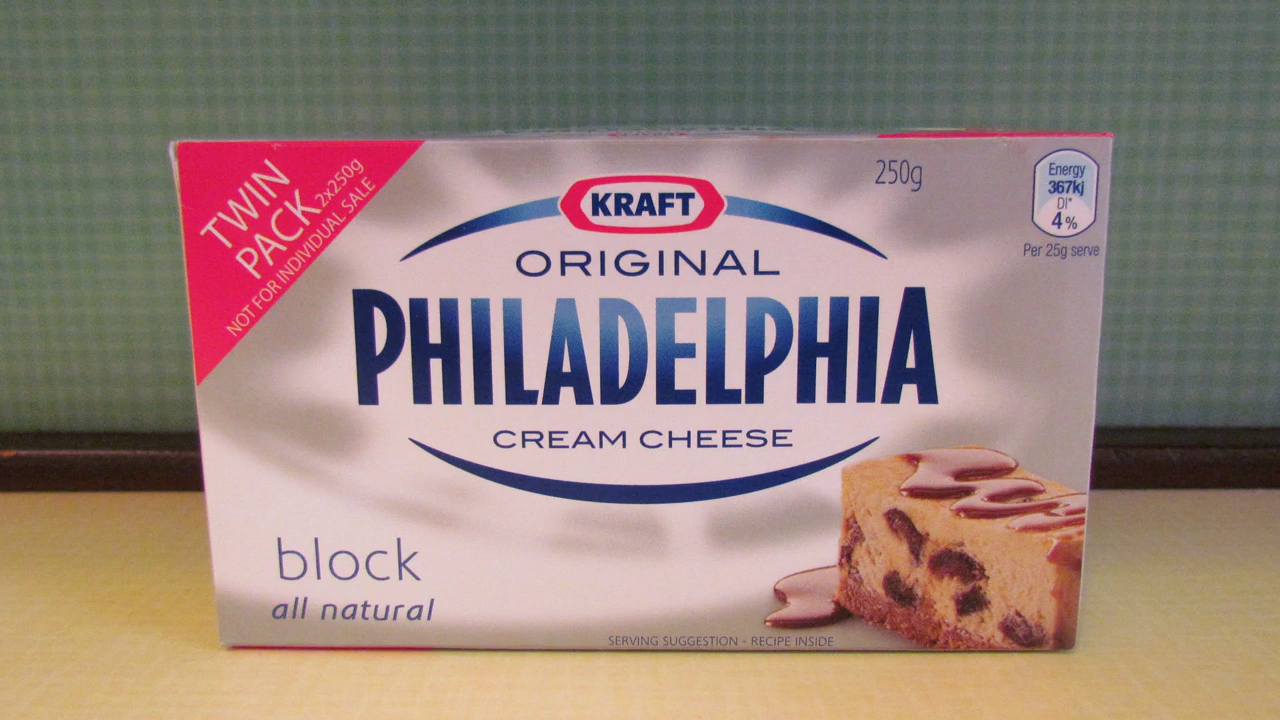 TWIN
PACK 2x250g
NOT FOR INDIVIDUAL SALE
KRAFT
ORIGINAL
PHILADELPHIA
CREAM CHEESE
250g
Energy
367kj
DI*
4%
Per 25g serve
block
all natural
SERVING SUGGESTION - RECIPE INSIDE